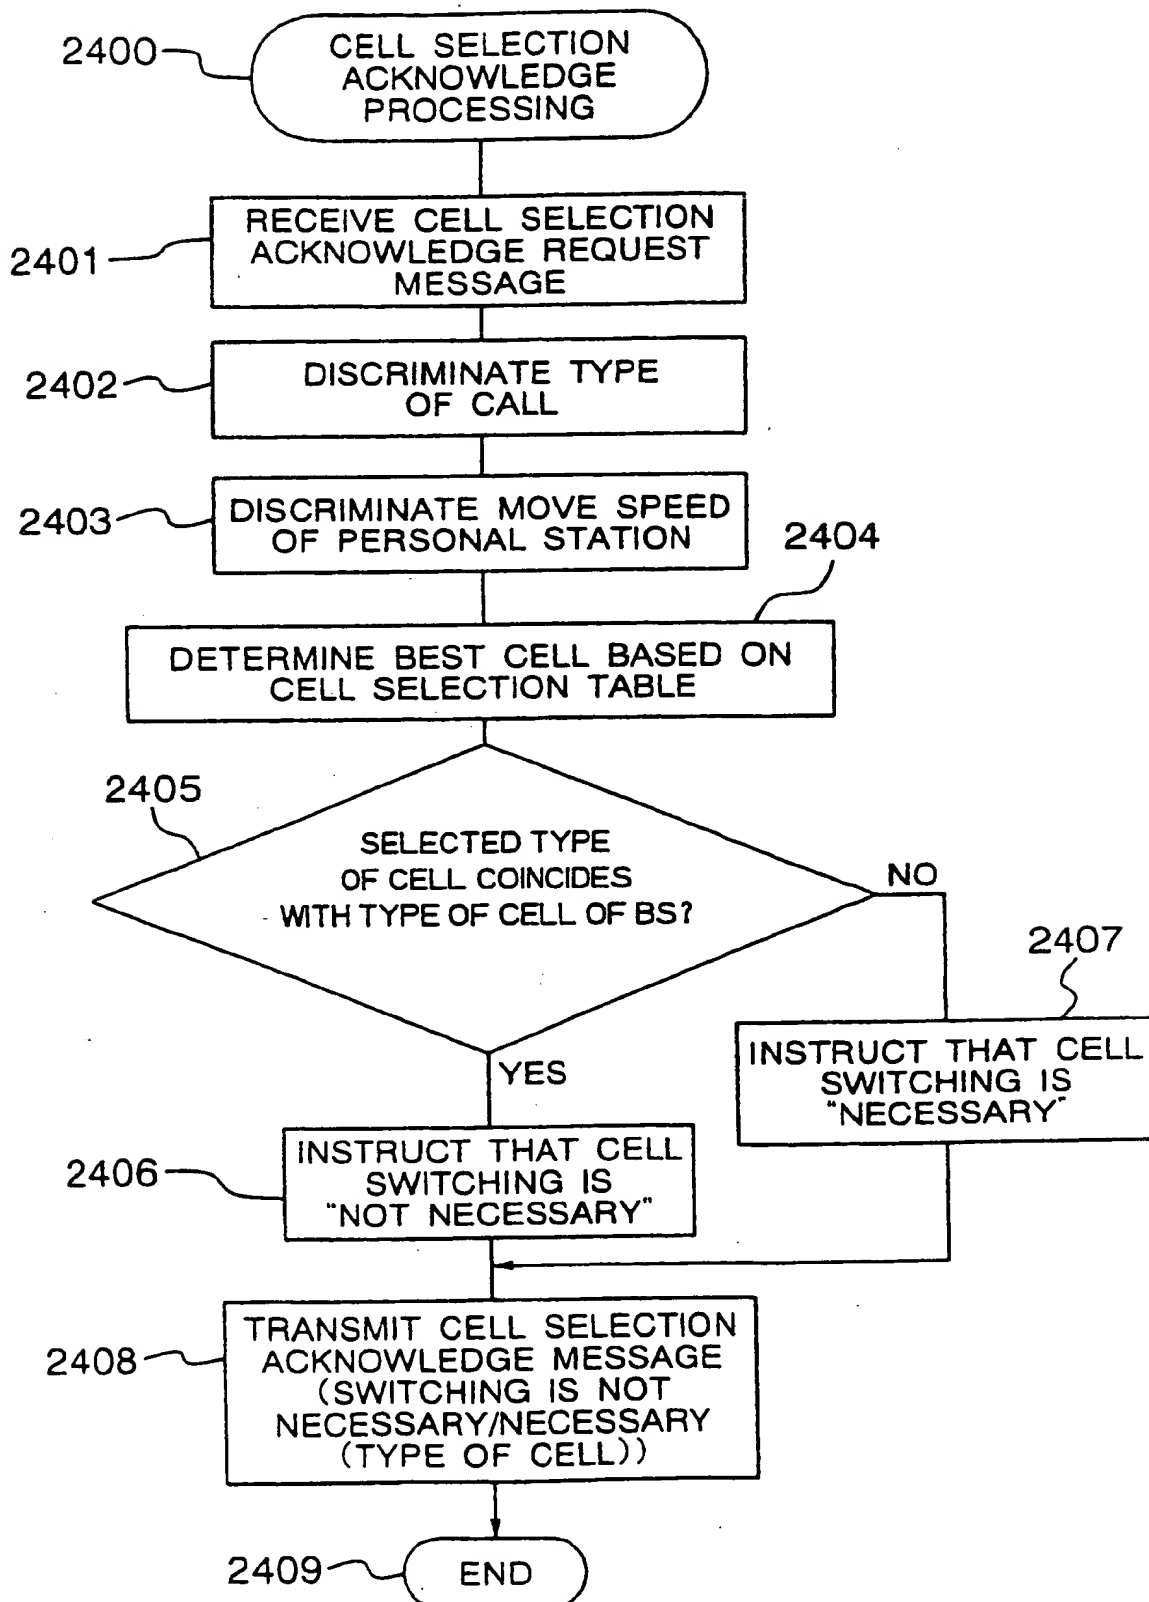 2400
CELL SELECTION
ACKNOWLEDGE
PROCESSING
2401
RECEIVE CELL SELECTION
ACKNOWLEDGE REQUEST
MESSAGE
2402
DISCRIMINATE TYPE
OF CALL
2403
DISCRIMINATE MOVE SPEED
OF PERSONAL STATION
2404
DETERMINE BEST CELL BASED ON
CELL SELECTION TABLE
2405
SELECTED TYPE
OF CELL COINCIDES
WITH TYPE OF CELL OF BS?
NO
2407
INSTRUCT THAT CELL
SWITCHING IS
"NECESSARY"
YES
2406
INSTRUCT THAT CELL
SWITCHING IS
"NOT NECESSARY"
2408
TRANSMIT CELL SELECTION
ACKNOWLEDGE MESSAGE
(SWITCHING IS NOT
NECESSARY/NECESSARY
(TYPE OF CELL))
2409
END